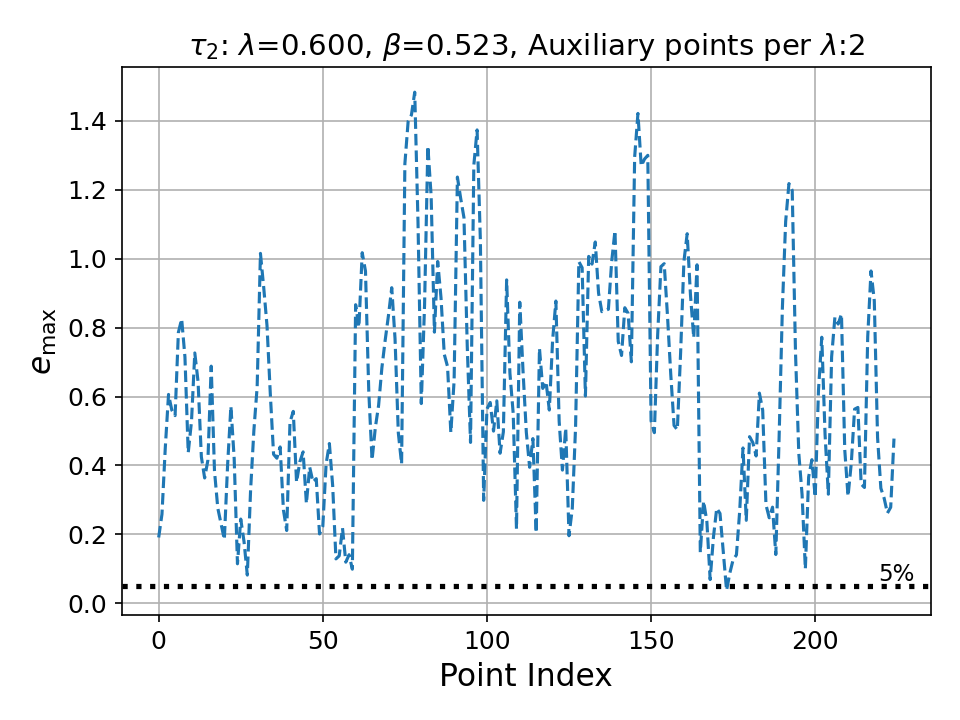 τ₂: λ=0.600, β=0.523, Auxiliary points per λ:2
1.4
1.2
1.0
0.8
0.6
0.4
0.2
0.0
e_max
5%
0 50 100 150 200
Point Index